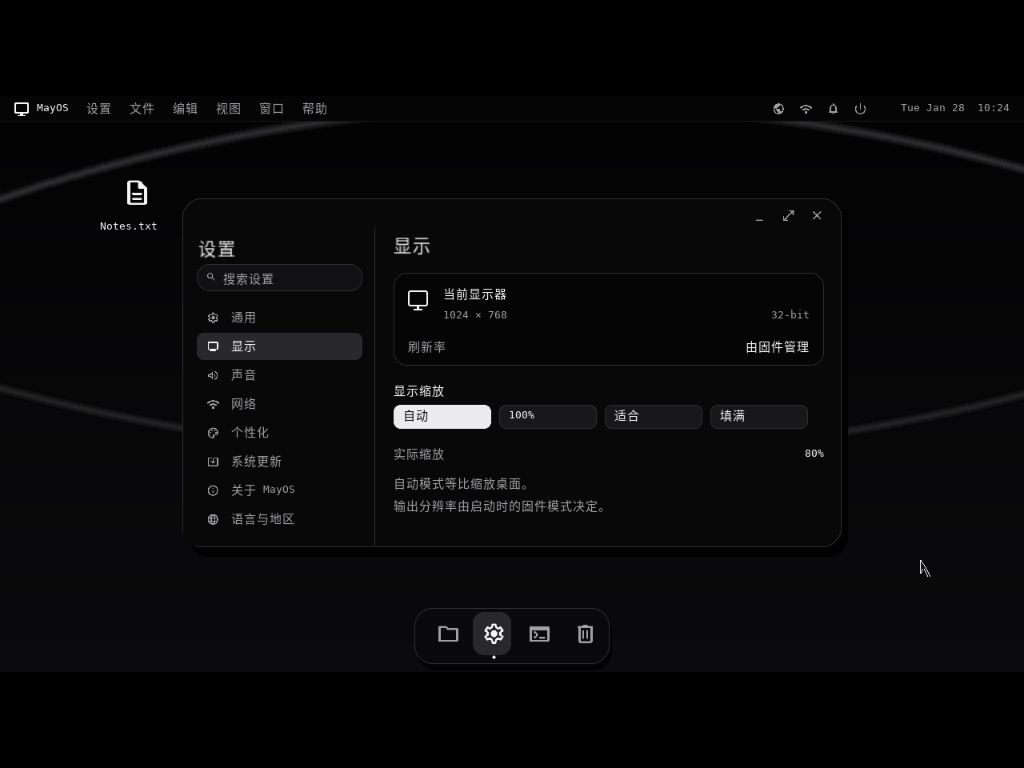 MayOS 设置 文件 编辑 视图 窗口 帮助 Tue Jan 28 10:24
Notes.txt
设置
搜索设置
通用
显示
声音
网络
个性化
系统更新
关于 MayOS
语言与地区
显示
当前显示器
1024 × 768 32-bit
刷新率 由固件管理
显示缩放
自动 100% 适合 填满
实际缩放 80%
自动模式等比缩放桌面。
输出分辨率由启动时的固件模式决定。